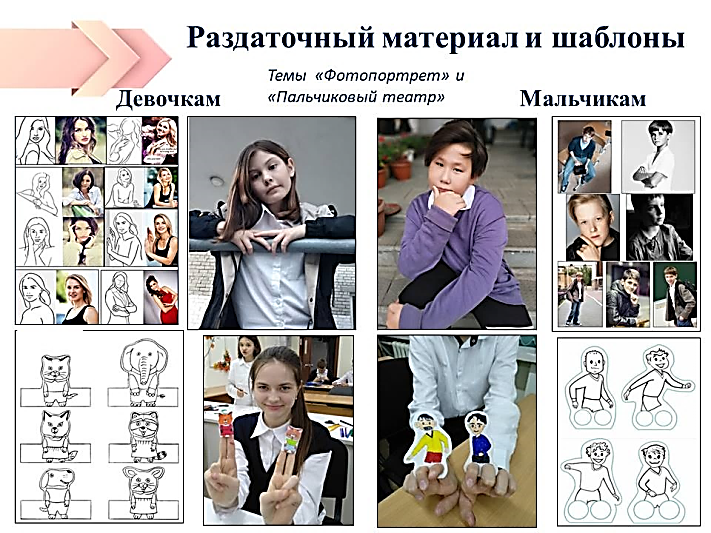 Раздаточный материал и шаблоны
Темы «Фотопортрет» и
«Пальчиковый театр»
Девочкам
Мальчикам